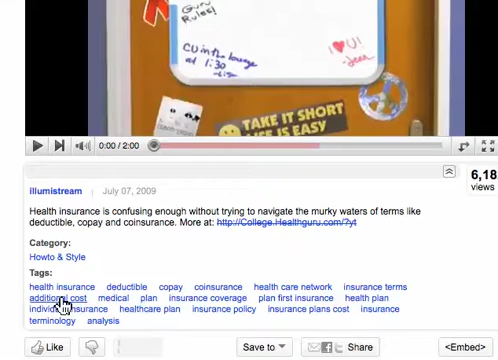 Guru
Rules!
CU in the lounge
at 1:30
I ♥ U!
TAKE IT SHORT
LIFE IS EASY
0:00 / 2:00
illumistream | July 07, 2009
6,18
views
Health insurance is confusing enough without trying to navigate the murky waters of terms like
deductible, copay and coinsurance. More at: http://College.Healthguru.com/?yt
Category:
Howto & Style
Tags:
health insurance deductible copay coinsurance health care network insurance terms
additional cost medical plan insurance coverage plan first insurance health plan
individual insurance healthcare plan insurance policy insurance plans cost insurance
terminology analysis
Like Save to Share <Embed>